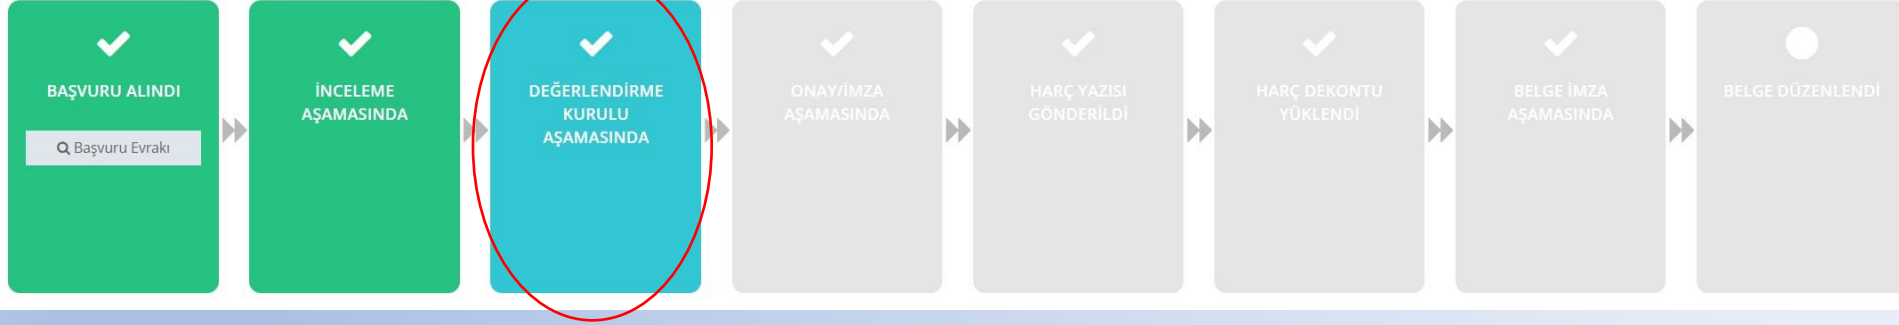 BAŞVURU ALINDI
Başvuru Evrakı
İNCELEME
AŞAMASINDA
DEĞERLENDİRME
KURULU
AŞAMASINDA
ONAY/İMZA
AŞAMASINDA
HARÇ YAZISI
GÖNDERİLDİ
HARÇ DEKONTU
YÜKLENDİ
BELGE İMZA
AŞAMASINDA
BELGE DÜZENLENDİ